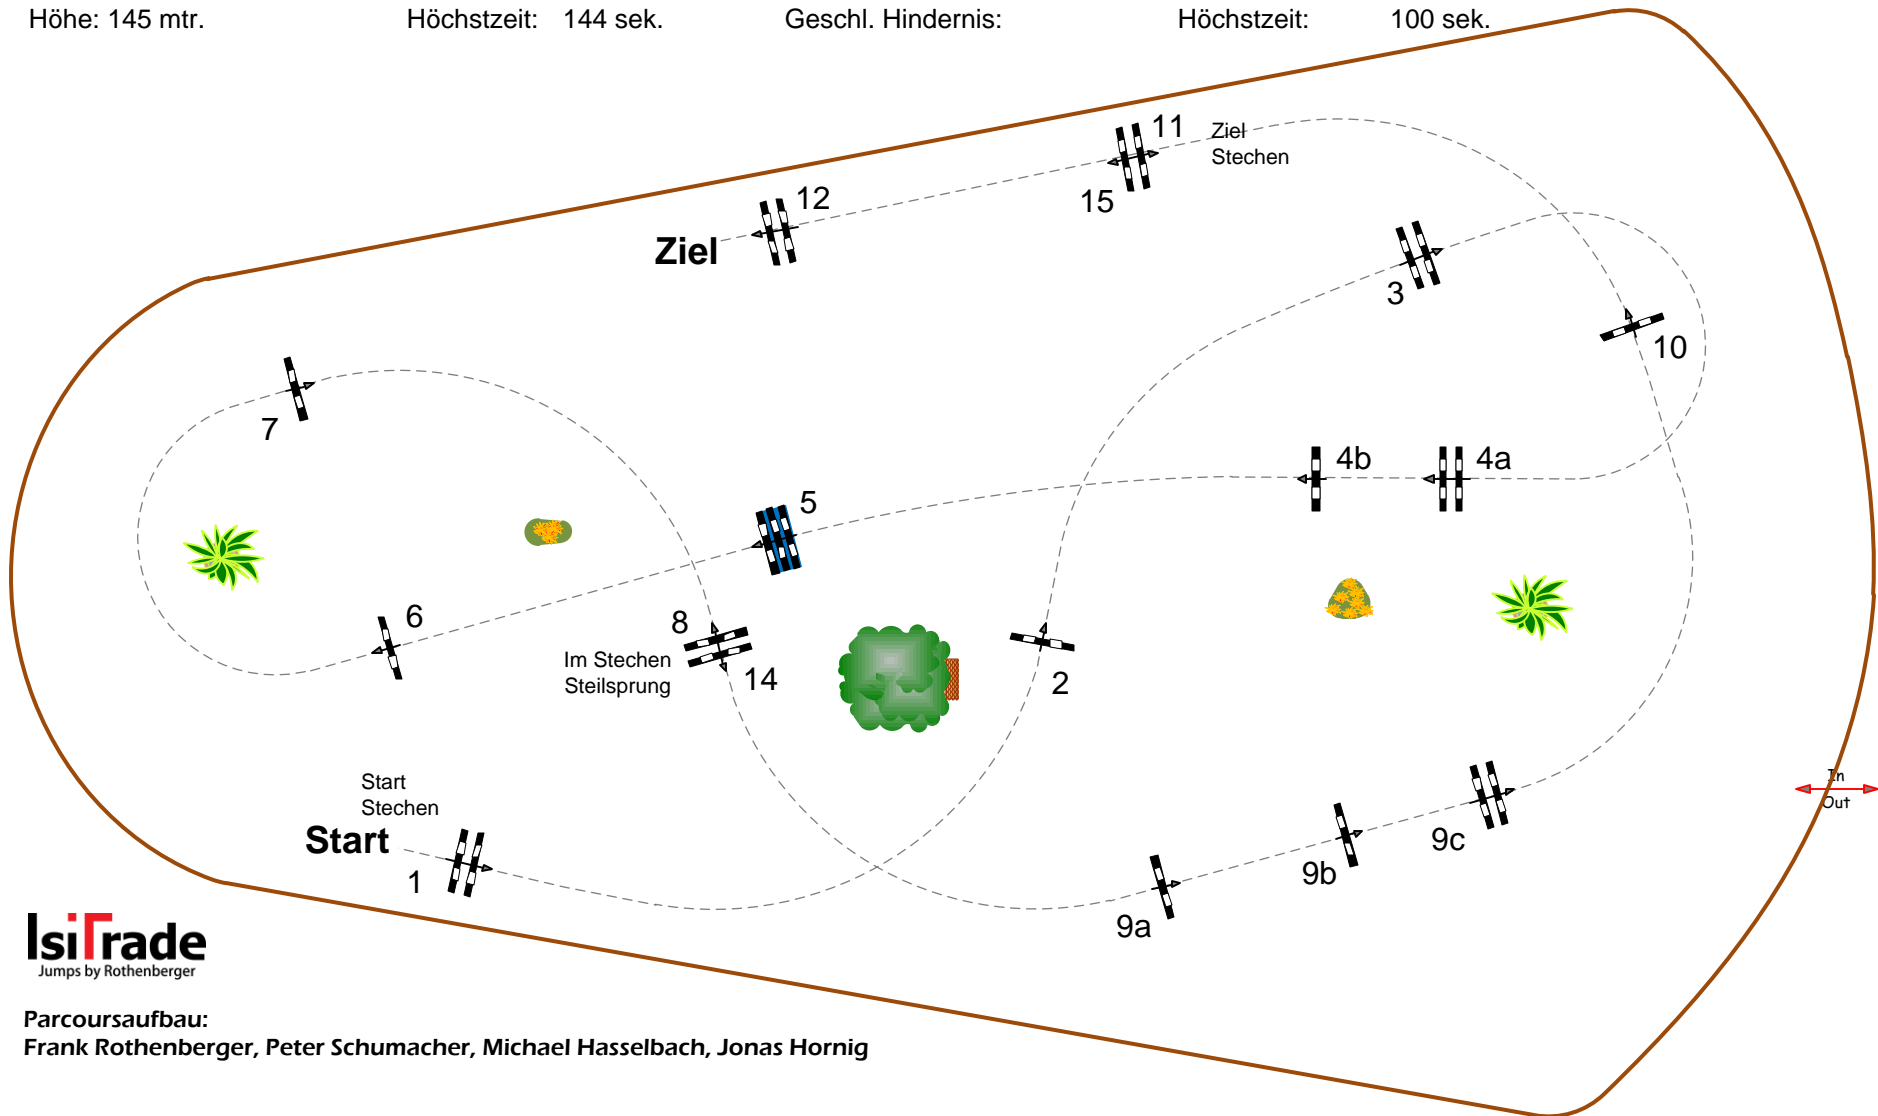 Höhe: 145 mtr. Höchstzeit: 144 sek. Geschl. Hindernis: Höchstzeit: 100 sek.
11 Ziel
Stechen
12
15
Ziel
3
10
7
4b 4a
5
6
8
Im Stechen
Steilsprung
14
2
Start
Stechen
Start
1
In
Out
9c
9b
9a
IsiTrade
Jumps by Rothenberger
Parcoursaufbau:
Frank Rothenberger, Peter Schumacher, Michael Hasselbach, Jonas Hornig